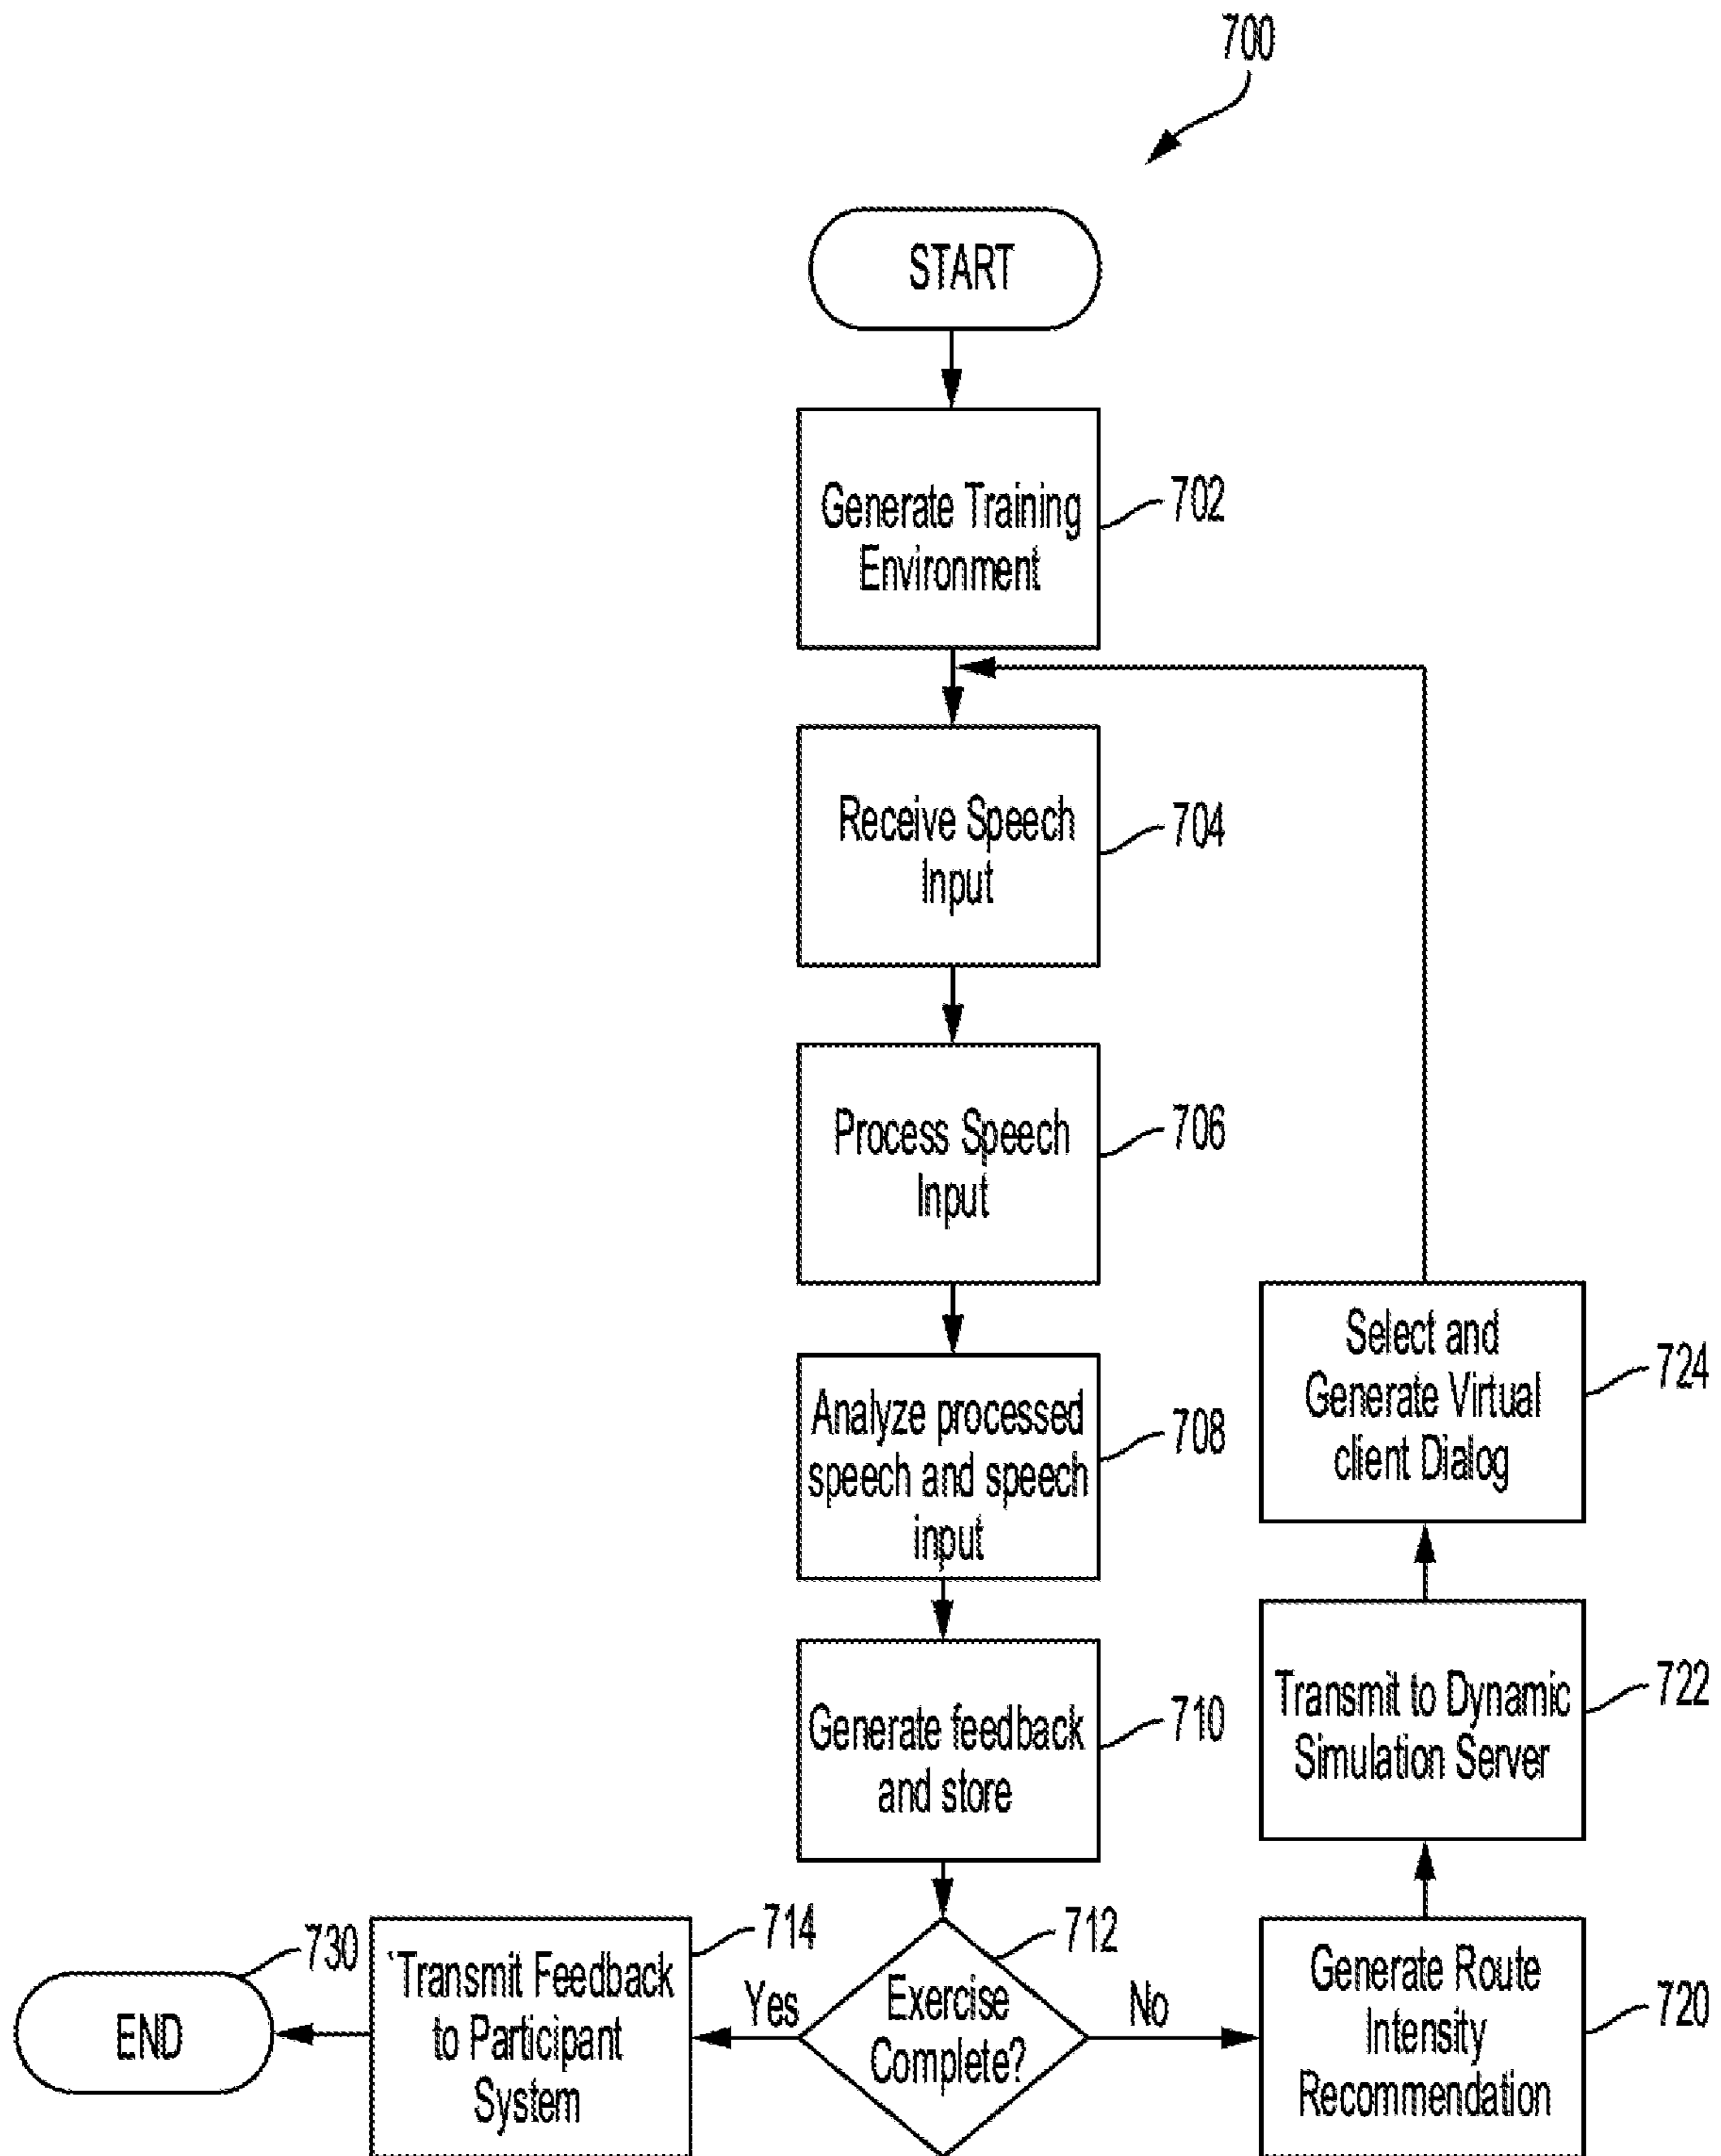 700
START
Generate Training
Environment
702
Receive Speech
Input
704
Process Speech
Input
706
Analyze processed
speech and speech
input
708
Generate feedback
and store
710
Exercise
Complete?
712
Yes
No
'Transmit Feedback
to Participant
System
714
END
730
Generate Route
Intensity
Recommendation
720
Transmit to Dynamic
Simulation Server
722
Select and
Generate Virtual
client Dialog
724